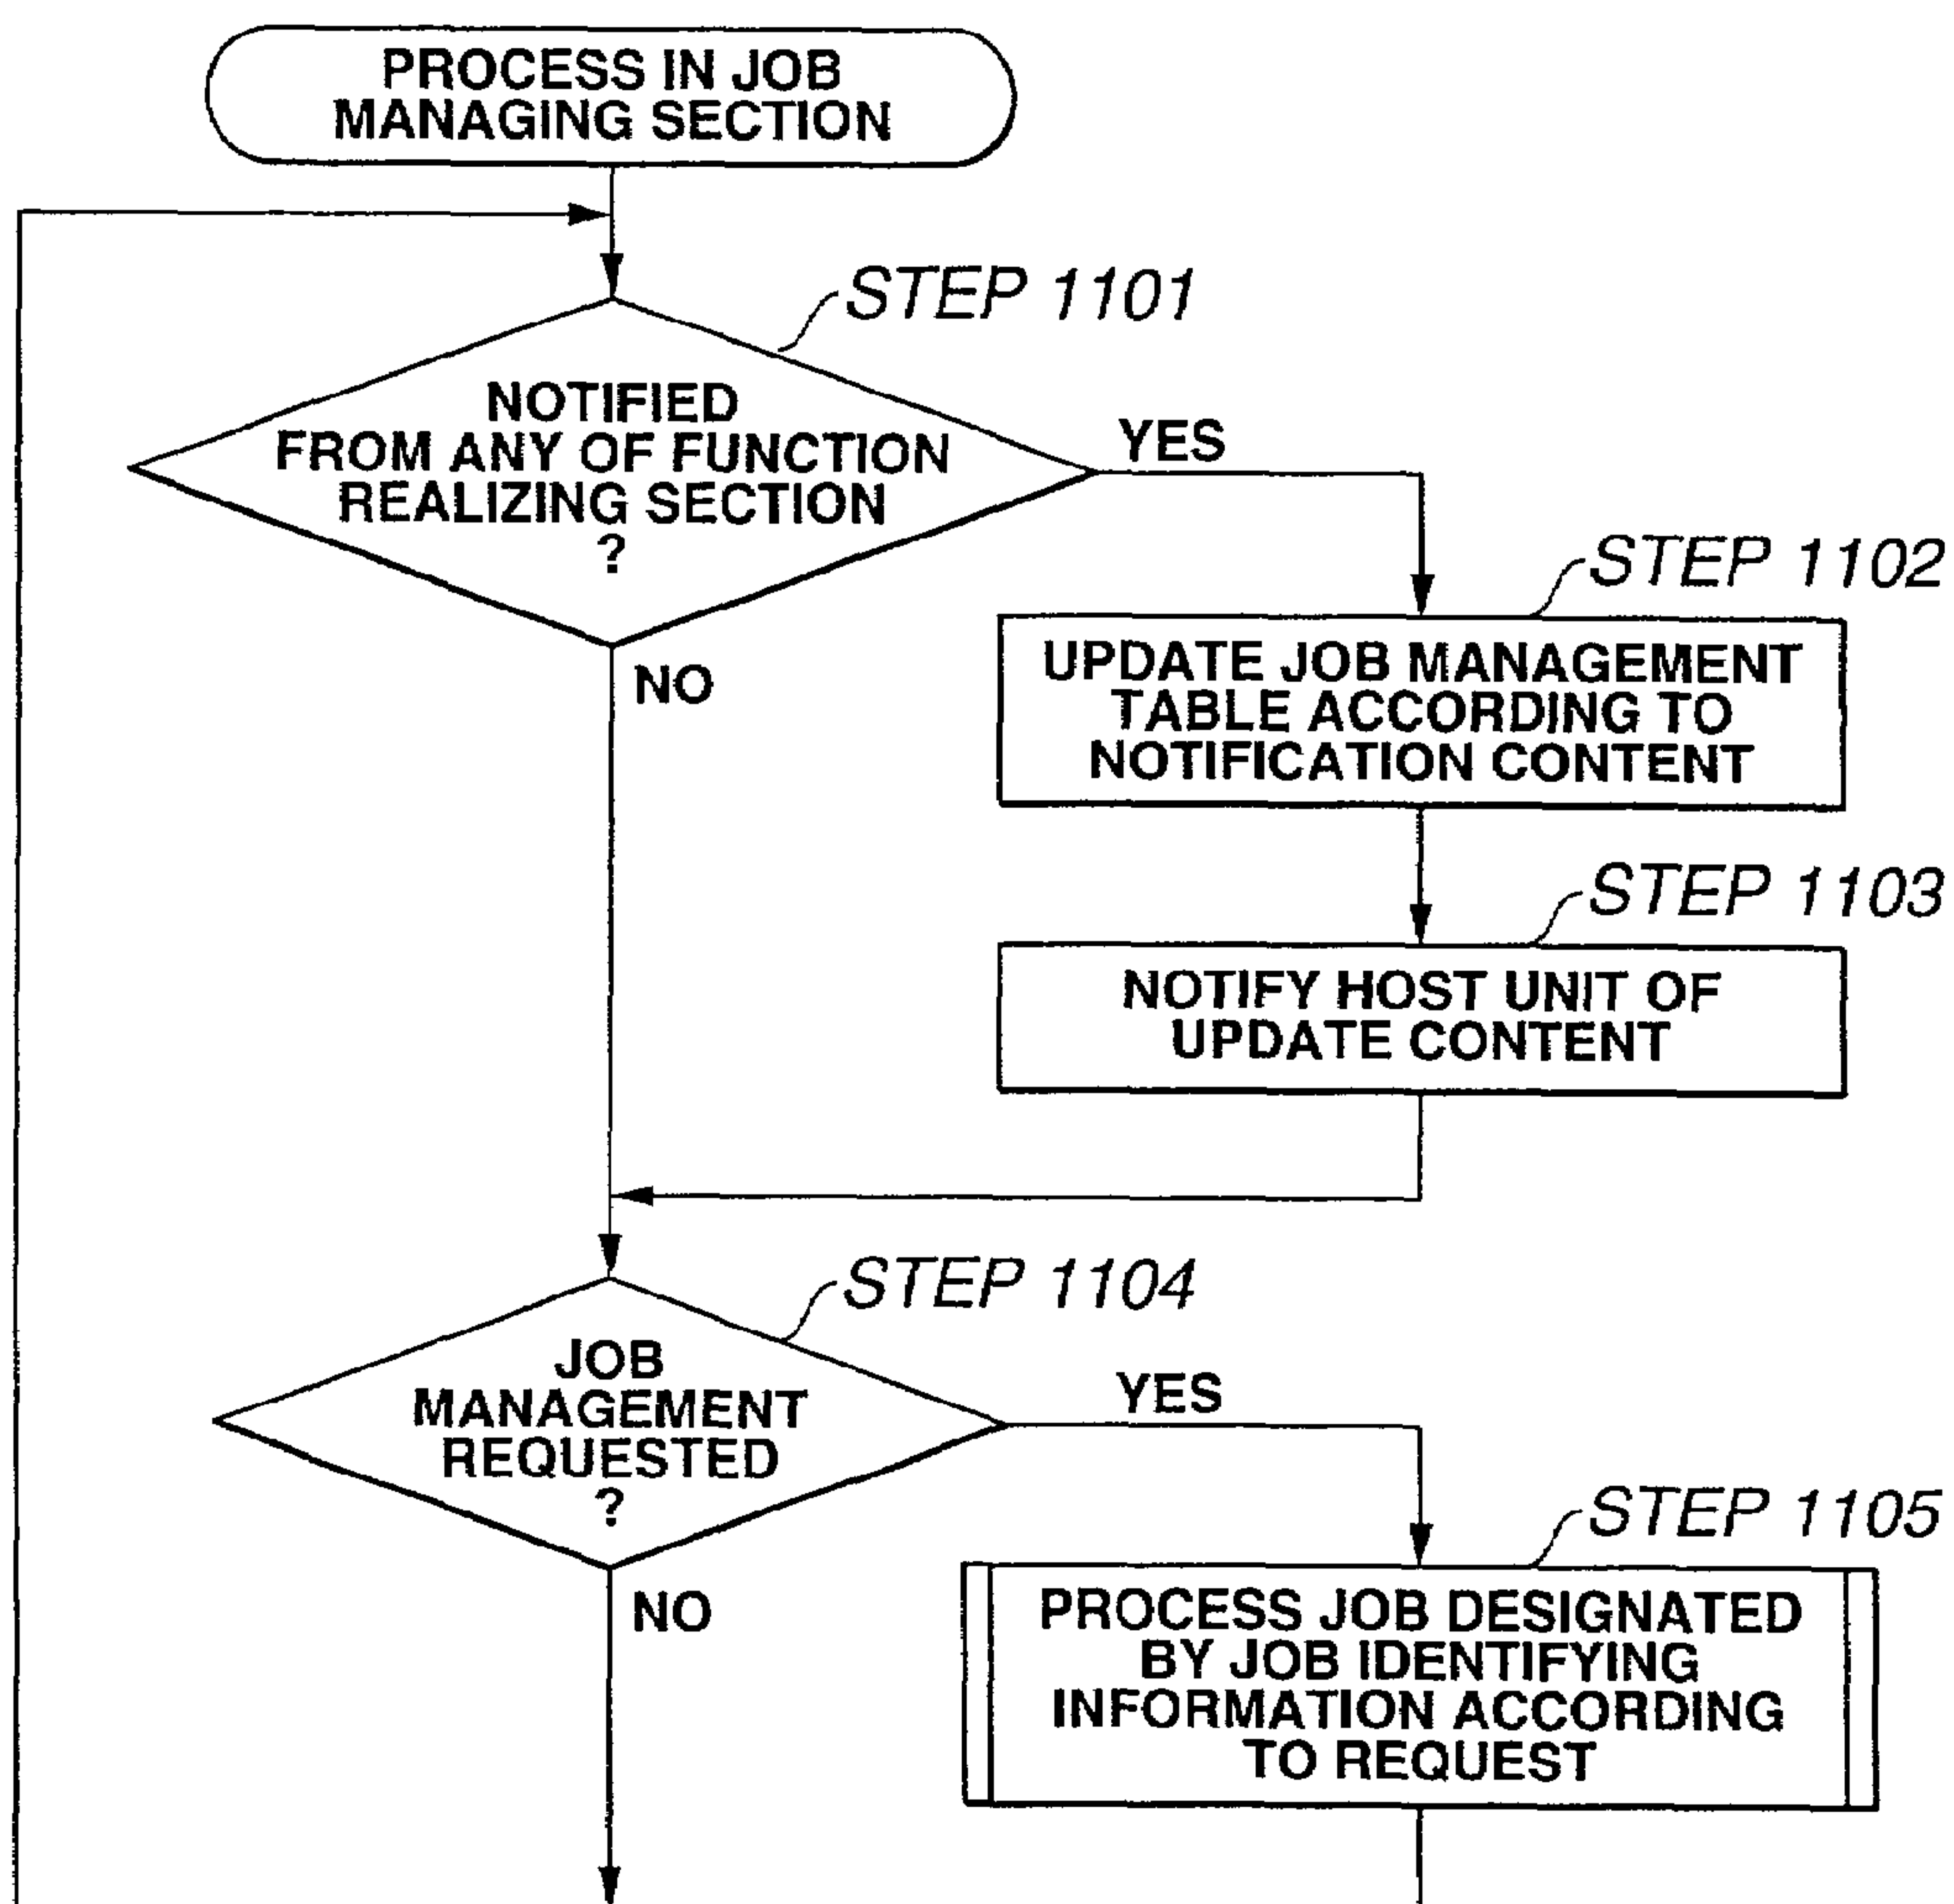 PROCESS IN JOB
MANAGING SECTION
STEP 1101
NOTIFIED
FROM ANY OF FUNCTION
REALIZING SECTION
?
YES
NO
STEP 1102
UPDATE JOB MANAGEMENT
TABLE ACCORDING TO
NOTIFICATION CONTENT
STEP 1103
NOTIFY HOST UNIT OF
UPDATE CONTENT
STEP 1104
JOB
MANAGEMENT
REQUESTED
?
YES
NO
STEP 1105
PROCESS JOB DESIGNATED
BY JOB IDENTIFYING
INFORMATION ACCORDING
TO REQUEST